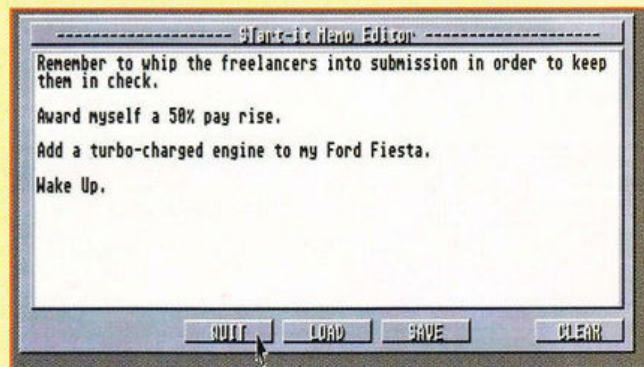 STart-it Memo Editor
Remember to whip the freelancers into submission in order to keep
them in check.
Award myself a 50% pay rise.
Add a turbo-charged engine to my Ford Fiesta.
Wake Up.
QUIT LOAD SAVE CLEAR